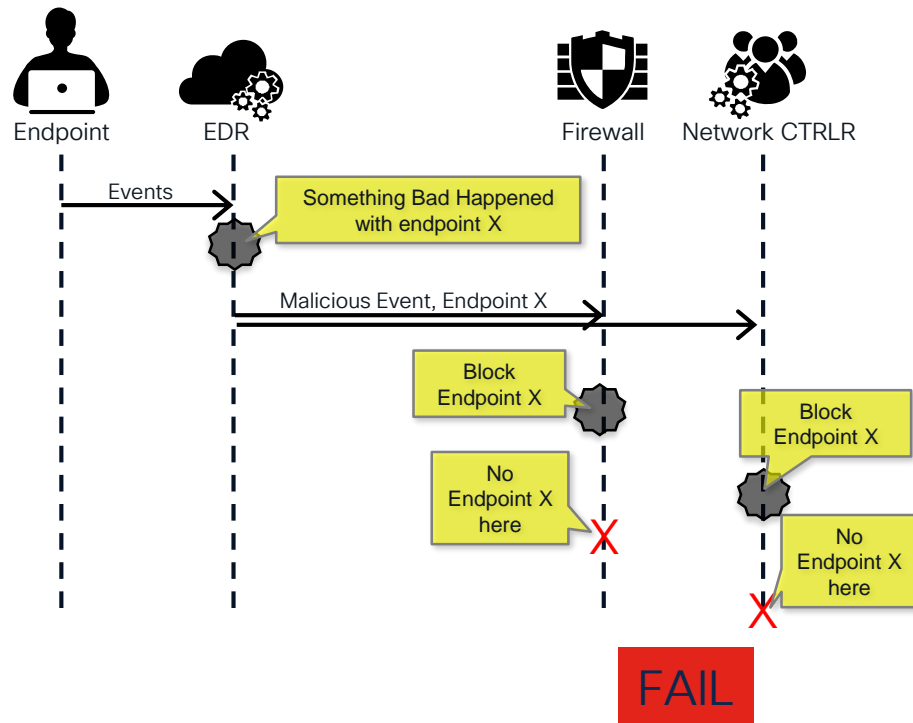 Endpoint
EDR
Firewall
Network CTRLR
Events
Something Bad Happened
with endpoint X
Malicious Event, Endpoint X
Block
Endpoint X
Block
Endpoint X
No
Endpoint X
here
No
Endpoint X
here
X
X
FAIL